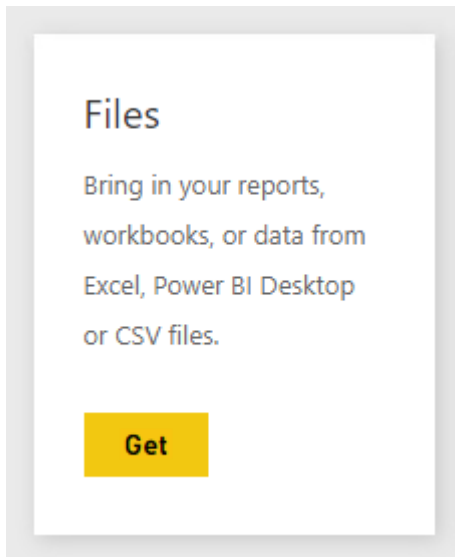 Files
Bring in your reports,
workbooks, or data from
Excel, Power BI Desktop
or CSV files.
Get